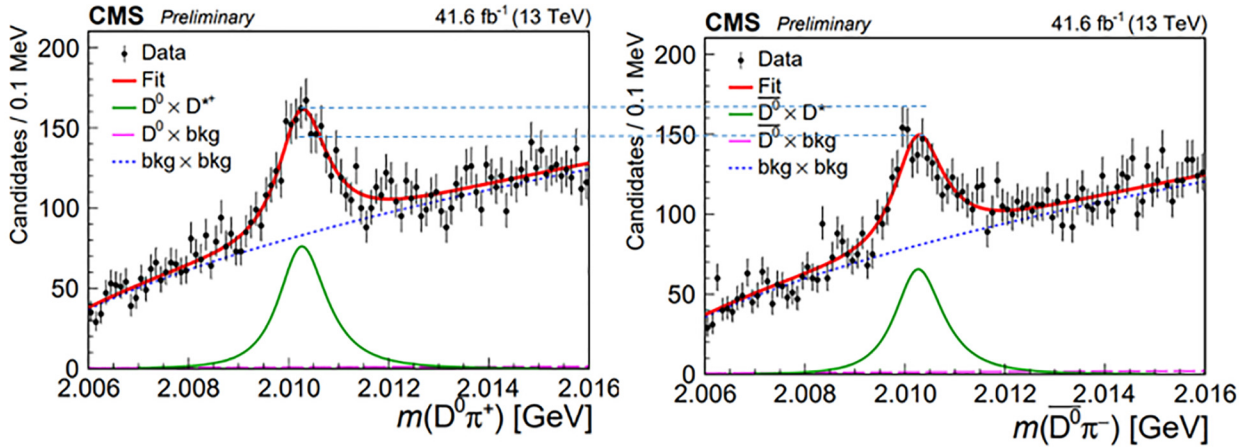 CMS Preliminary 41.6 fb⁻¹ (13 TeV)
Candidates / 0.1 MeV
200
150
100
50
0
Data
Fit
D⁰ × D*⁺
D⁰ × bkg
bkg × bkg
2.006 2.008 2.010 2.012 2.014 2.016
m(D⁰π⁺) [GeV]
CMS Preliminary 41.6 fb⁻¹ (13 TeV)
Candidates / 0.1 MeV
200
150
100
50
0
Data
Fit
D̅⁰ × D*
D̅⁰ × bkg
bkg × bkg
2.006 2.008 2.010 2.012 2.014 2.016
m(D̅⁰π⁻) [GeV]